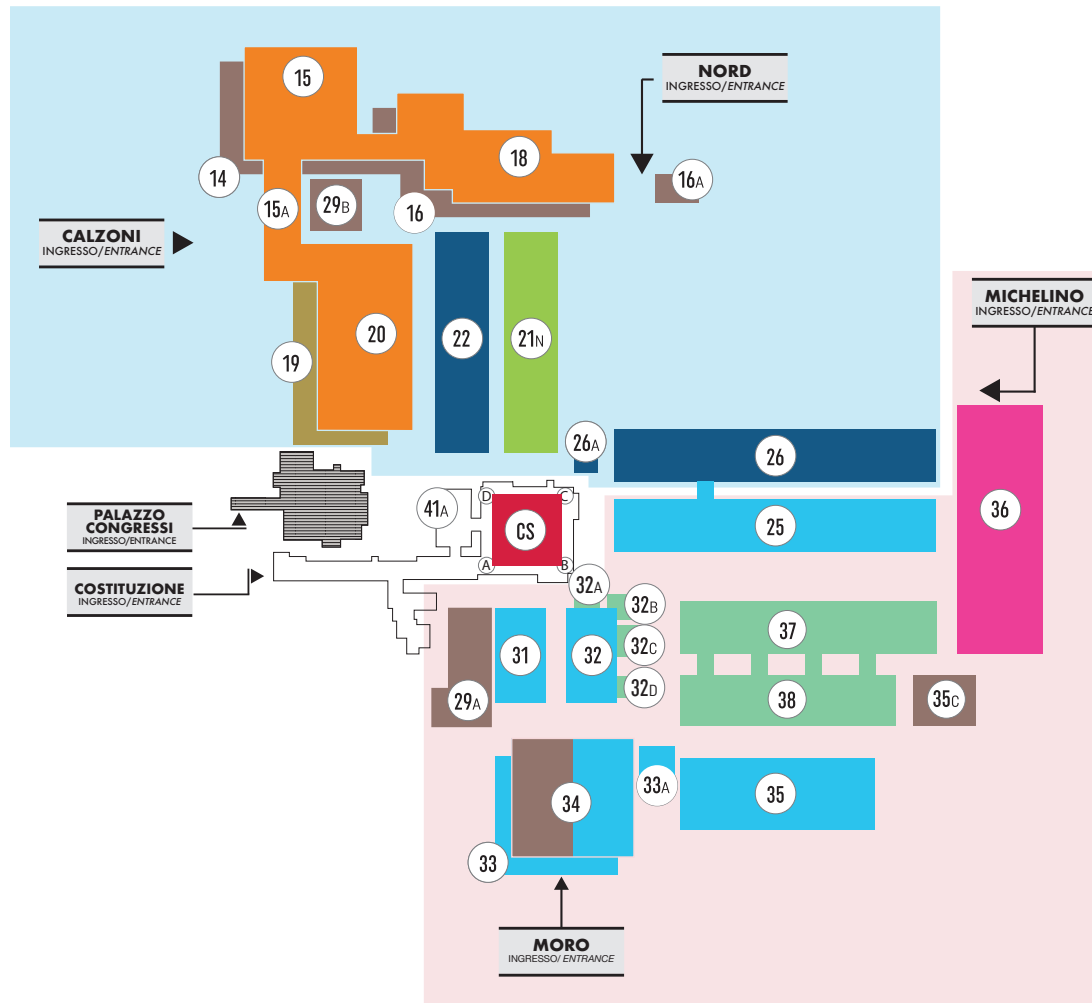 15
NORD
INGRESSO/ENTRANCE
18
14
16A
15A
29B
16
CALZONI
INGRESSO/ENTRANCE
MICHELINO
INGRESSO/ENTRANCE
20
22
21N
19
26A
26
D
C
41A
CS
36
PALAZZO
CONGRESSI
INGRESSO/ENTRANCE
25
A
B
COSTITUZIONE
INGRESSO/ENTRANCE
32A
32B
37
31
32
32C
32D
29A
38
35C
33A
35
34
33
MORO
INGRESSO/ ENTRANCE